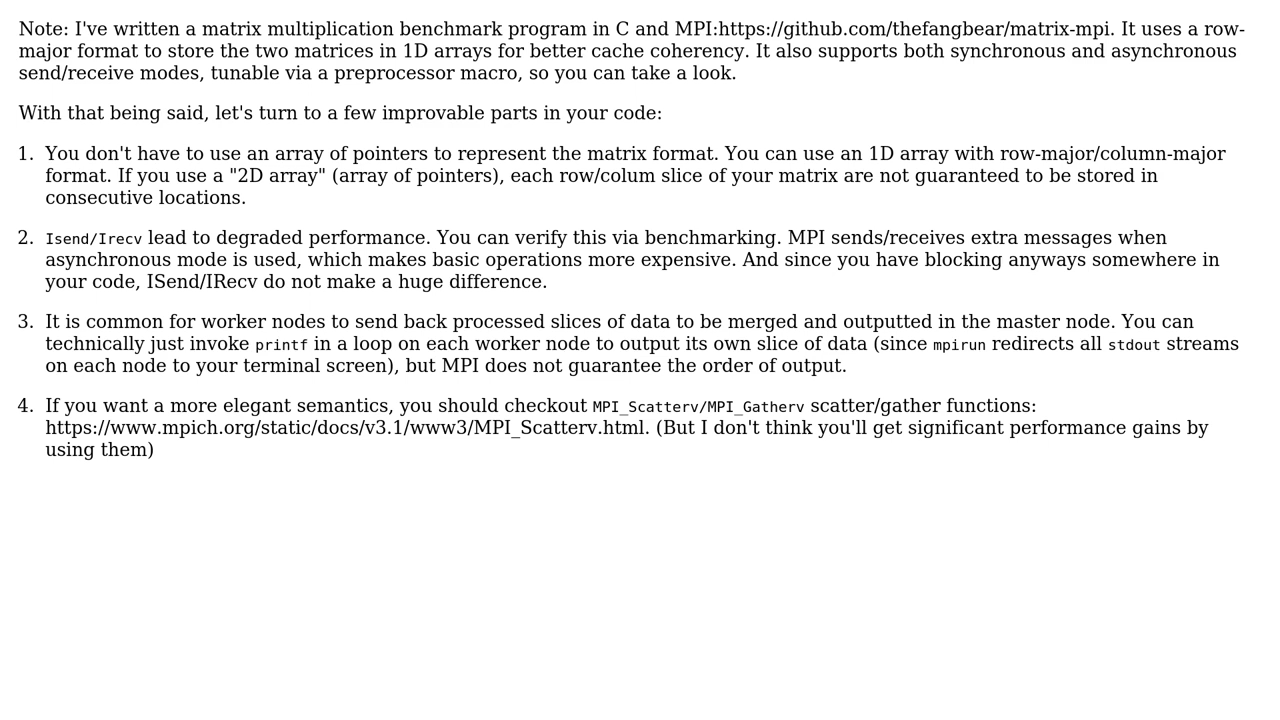 Note: I've written a matrix multiplication benchmark program in C and MPI:https://github.com/thefangbear/matrix-mpi. It uses a row-
major format to store the two matrices in 1D arrays for better cache coherency. It also supports both synchronous and asynchronous
send/receive modes, tunable via a preprocessor macro, so you can take a look.
With that being said, let's turn to a few improvable parts in your code:
1. You don't have to use an array of pointers to represent the matrix format. You can use an 1D array with row-major/column-major
format. If you use a "2D array" (array of pointers), each row/colum slice of your matrix are not guaranteed to be stored in
consecutive locations.
2. Isend/Irecv lead to degraded performance. You can verify this via benchmarking. MPI sends/receives extra messages when
asynchronous mode is used, which makes basic operations more expensive. And since you have blocking anyways somewhere in
your code, ISend/IRecv do not make a huge difference.
3. It is common for worker nodes to send back processed slices of data to be merged and outputted in the master node. You can
technically just invoke printf in a loop on each worker node to output its own slice of data (since mpirun redirects all stdout streams
on each node to your terminal screen), but MPI does not guarantee the order of output.
4. If you want a more elegant semantics, you should checkout MPI_Scatterv/MPI_Gatherv scatter/gather functions:
https://www.mpich.org/static/docs/v3.1/www3/MPI_Scatterv.html. (But I don't think you'll get significant performance gains by
using them)